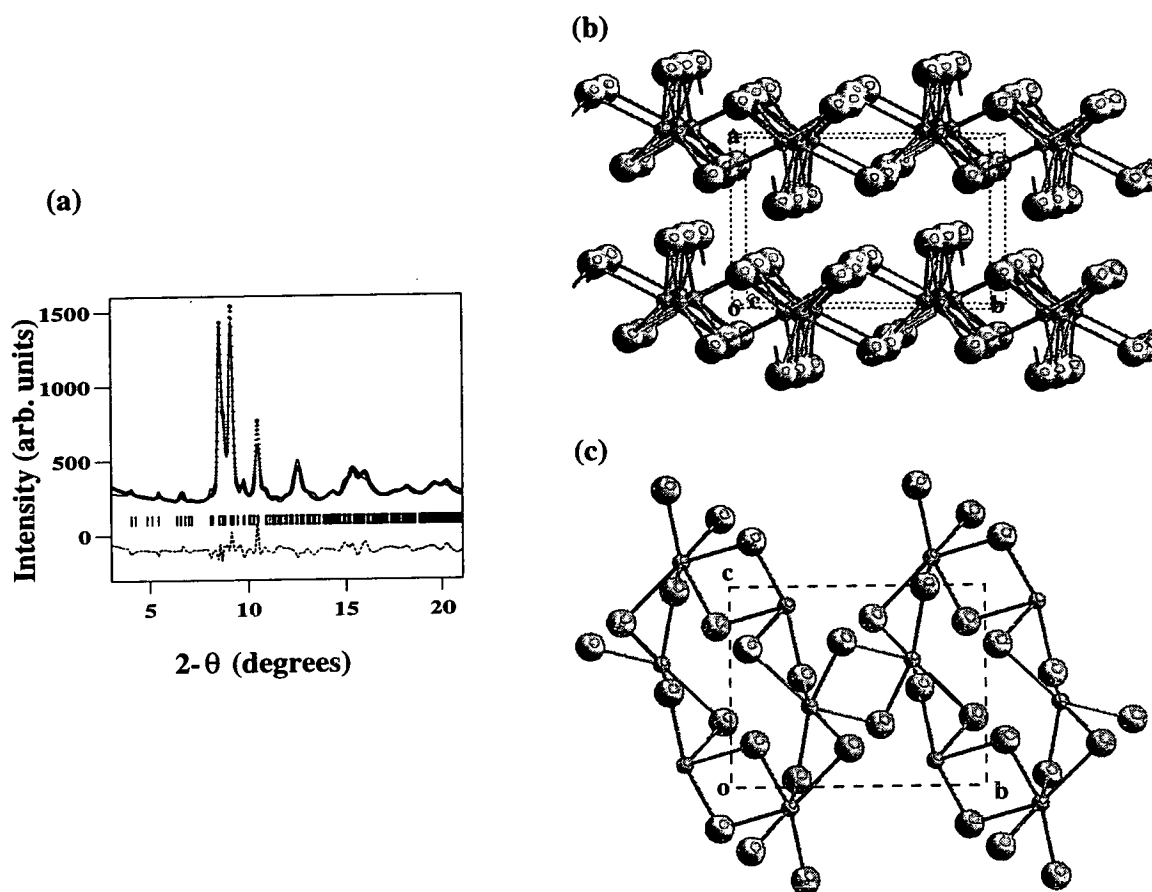 (a)
Intensity (arb. units)
1500
1000
500
0
5
10
15
20
2-θ (degrees)
(b)
a
o
c
b
(c)
c
o
b